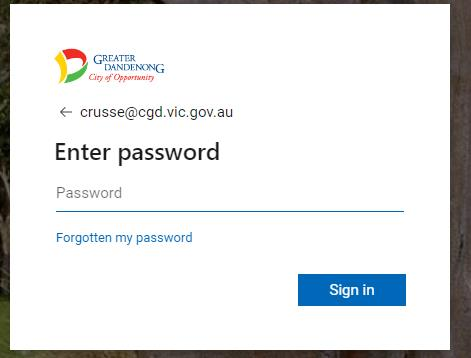 GREATER
DANDENONG
City of Opportunity
← crusse@cgd.vic.gov.au
Enter password
Password
Forgotten my password
Sign in